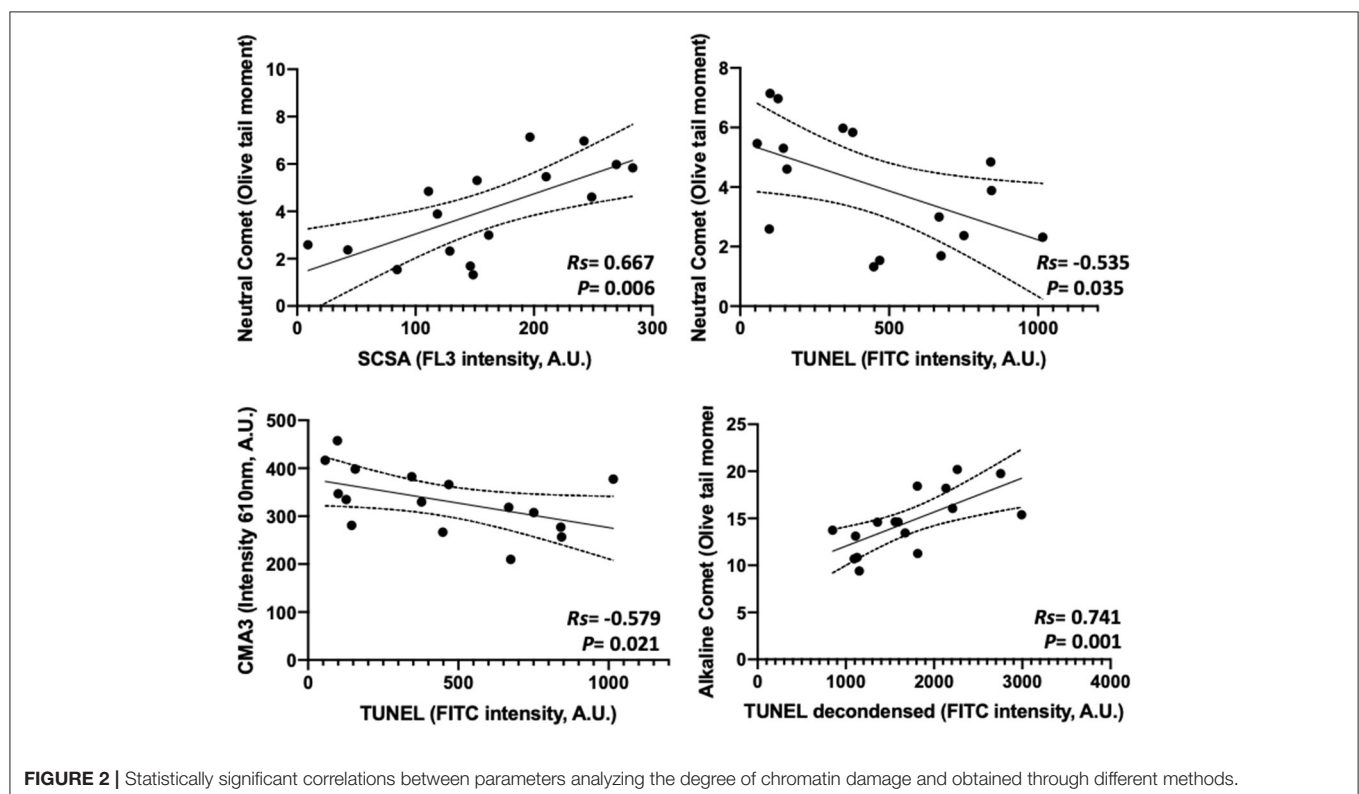 Neutral Comet (Olive tail moment)
10
8
6
4
2
0
0 100 200 300
SCSA (FL3 intensity, A.U.)
Rs= 0.667
P= 0.006
Neutral Comet (Olive tail moment)
8
6
4
2
0
0 500 1000
TUNEL (FITC intensity, A.U.)
Rs= -0.535
P= 0.035
CMA3 (Intensity 610nm, A.U.)
500
400
300
200
100
0
0 500 1000
TUNEL (FITC intensity, A.U.)
Rs= -0.579
P= 0.021
Alkaline Comet (Olive tail momen
25
20
15
10
5
0
0 1000 2000 3000 4000
TUNEL decondensed (FITC intensity, A.U.)
Rs= 0.741
P= 0.001
FIGURE 2 | Statistically significant correlations between parameters analyzing the degree of chromatin damage and obtained through different methods.